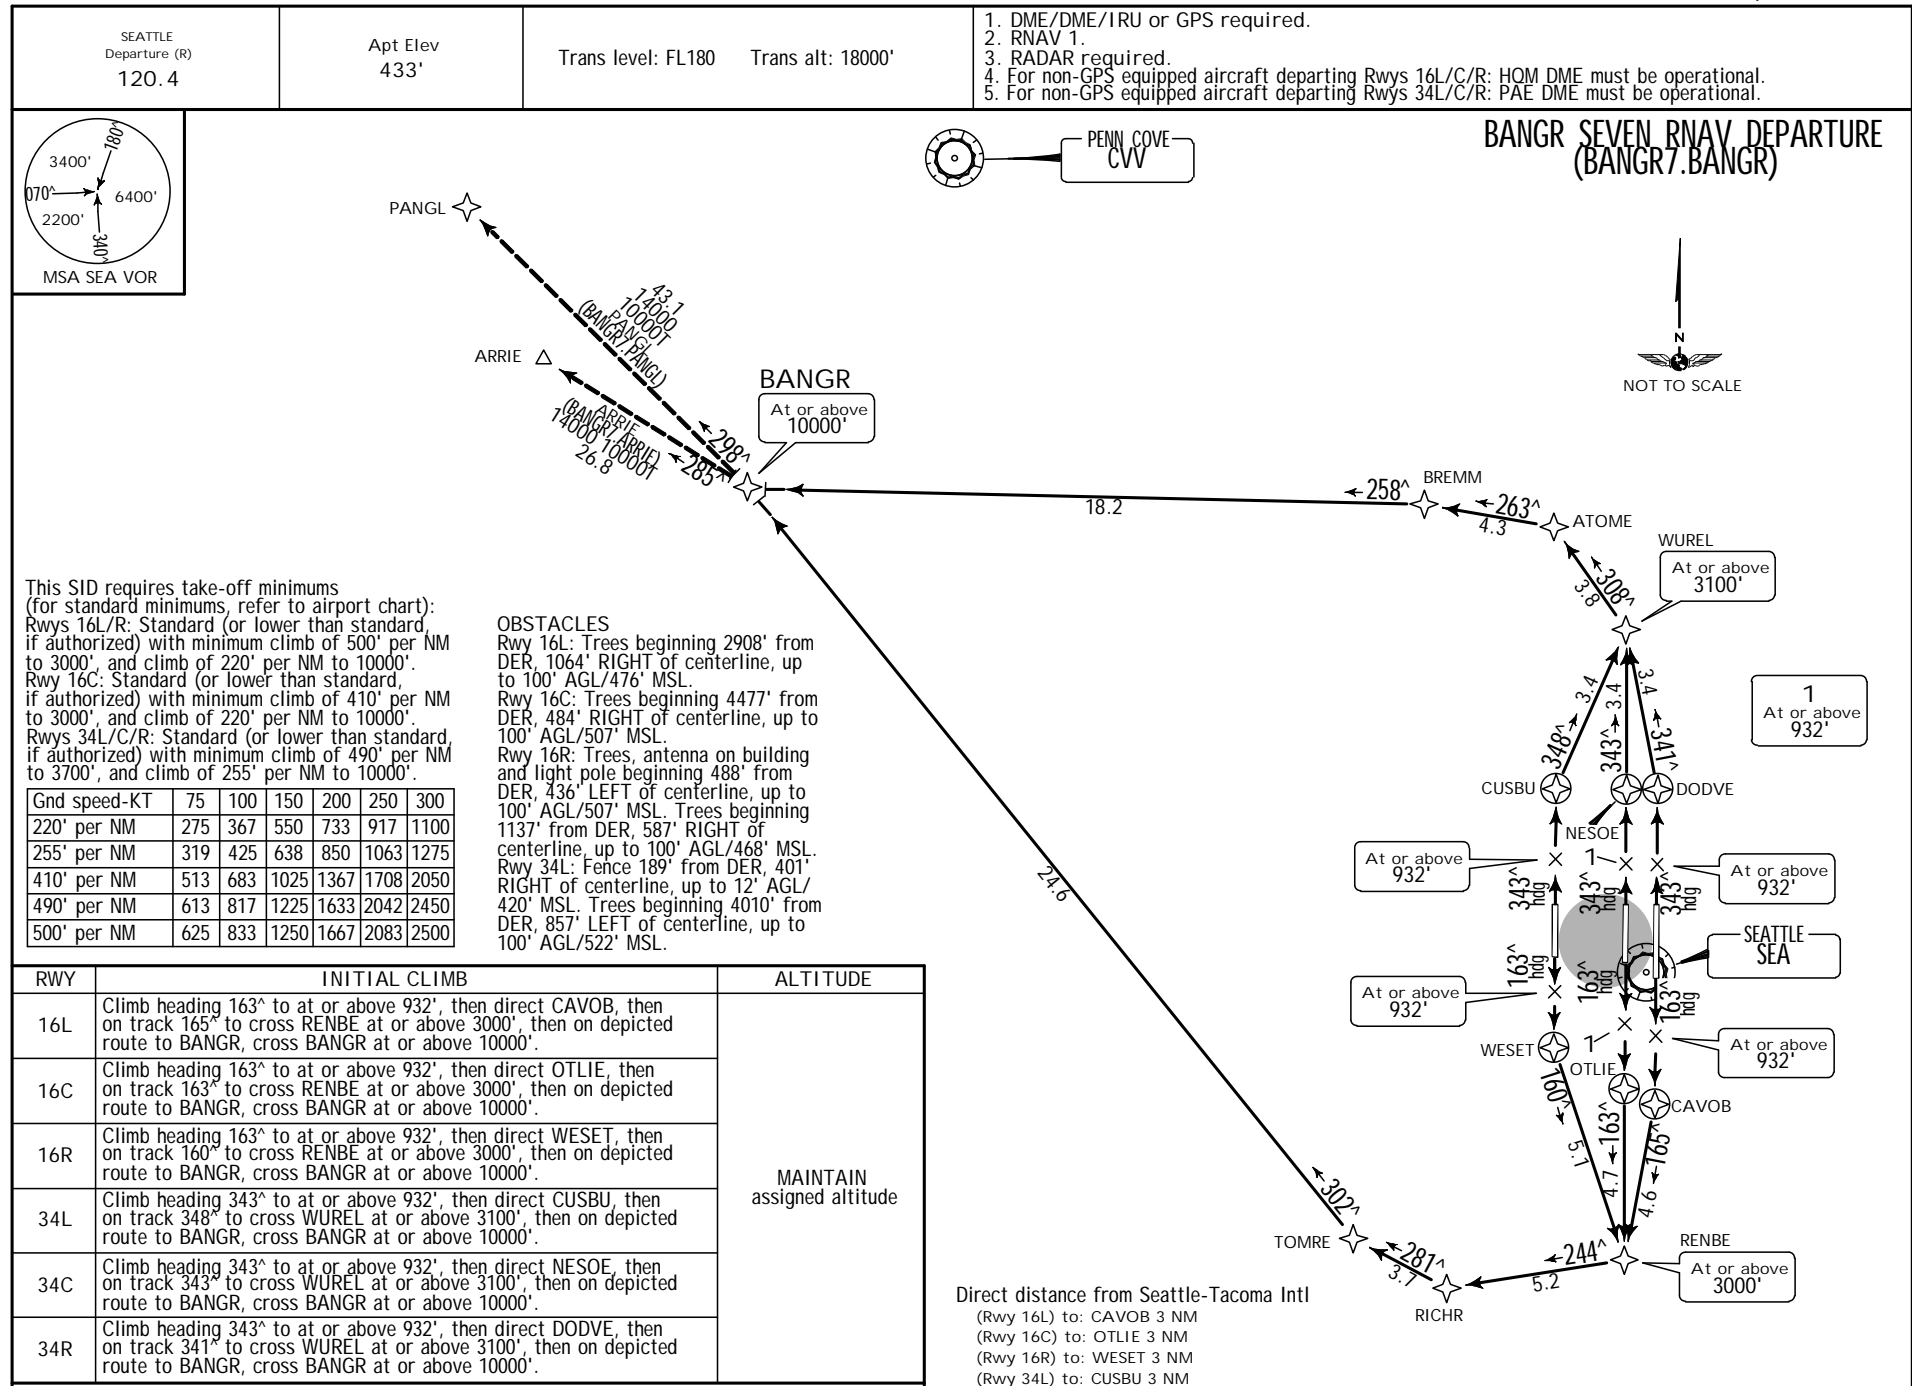 SEATTLE
Departure (R)
120.4
Apt Elev
433'
Trans level: FL180 Trans alt: 18000'
1. DME/DME/IRU or GPS required.
2. RNAV 1.
3. RADAR required.
4. For non-GPS equipped aircraft departing Rwys 16L/C/R: HQM DME must be operational.
5. For non-GPS equipped aircraft departing Rwys 34L/C/R: PAE DME must be operational.
BANGR SEVEN RNAV DEPARTURE
(BANGR7.BANGR)
180^
3400'
070^
6400'
2200'
340^
MSA SEA VOR
PENN COVE
CVV
N
NOT TO SCALE
PANGL
43.1
14000
10000T
PANGL
(BANGR7.PANGL)
ARRIE
ARRIE
(BANGR7.ARRIE)
14000 10000T
26.8
298^
285^
BANGR
At or above
10000'
258^
18.2
BREMM
263^
4.3
ATOME
308^
3.8
WUREL
At or above
3100'
3.4
3.4
3.4
348^
343^
341^
1
At or above
932'
CUSBU
NESOE
DODVE
At or above
932'
1
At or above
932'
343^
hdg
343^
hdg
343^
hdg
SEATTLE
SEA
163^
hdg
163^
hdg
163^
hdg
At or above
932'
1
At or above
932'
WESET
OTLIE
CAVOB
160^
163^
165^
5.1
4.7
4.6
RENBE
At or above
3000'
244^
5.2
RICHR
281^
3.7
TOMRE
302^
24.6
This SID requires take-off minimums
(for standard minimums, refer to airport chart):
Rwys 16L/R: Standard (or lower than standard,
if authorized) with minimum climb of 500' per NM
to 3000', and climb of 220' per NM to 10000'.
Rwy 16C: Standard (or lower than standard,
if authorized) with minimum climb of 410' per NM
to 3000', and climb of 220' per NM to 10000'.
Rwys 34L/C/R: Standard (or lower than standard,
if authorized) with minimum climb of 490' per NM
to 3700', and climb of 255' per NM to 10000'.
Gnd speed-KT 75 100 150 200 250 300
220' per NM 275 367 550 733 917 1100
255' per NM 319 425 638 850 1063 1275
410' per NM 513 683 1025 1367 1708 2050
490' per NM 613 817 1225 1633 2042 2450
500' per NM 625 833 1250 1667 2083 2500
OBSTACLES
Rwy 16L: Trees beginning 2908' from
DER, 1064' RIGHT of centerline, up
to 100' AGL/476' MSL.
Rwy 16C: Trees beginning 4477' from
DER, 484' RIGHT of centerline, up to
100' AGL/507' MSL.
Rwy 16R: Trees, antenna on building
and light pole beginning 488' from
DER, 436' LEFT of centerline, up to
100' AGL/507' MSL. Trees beginning
1137' from DER, 587' RIGHT of
centerline, up to 100' AGL/468' MSL.
Rwy 34L: Fence 189' from DER, 401'
RIGHT of centerline, up to 12' AGL/
420' MSL. Trees beginning 4010' from
DER, 857' LEFT of centerline, up to
100' AGL/522' MSL.
RWY INITIAL CLIMB ALTITUDE
16L
Climb heading 163^ to at or above 932', then direct CAVOB, then
on track 165^ to cross RENBE at or above 3000', then on depicted
route to BANGR, cross BANGR at or above 10000'.
16C
Climb heading 163^ to at or above 932', then direct OTLIE, then
on track 163^ to cross RENBE at or above 3000', then on depicted
route to BANGR, cross BANGR at or above 10000'.
16R
Climb heading 163^ to at or above 932', then direct WESET, then
on track 160^ to cross RENBE at or above 3000', then on depicted
route to BANGR, cross BANGR at or above 10000'.
34L
Climb heading 343^ to at or above 932', then direct CUSBU, then
on track 348^ to cross WUREL at or above 3100', then on depicted
route to BANGR, cross BANGR at or above 10000'.
34C
Climb heading 343^ to at or above 932', then direct NESOE, then
on track 343^ to cross WUREL at or above 3100', then on depicted
route to BANGR, cross BANGR at or above 10000'.
34R
Climb heading 343^ to at or above 932', then direct DODVE, then
on track 341^ to cross WUREL at or above 3100', then on depicted
route to BANGR, cross BANGR at or above 10000'.
MAINTAIN
assigned altitude
Direct distance from Seattle-Tacoma Intl
(Rwy 16L) to: CAVOB 3 NM
(Rwy 16C) to: OTLIE 3 NM
(Rwy 16R) to: WESET 3 NM
(Rwy 34L) to: CUSBU 3 NM